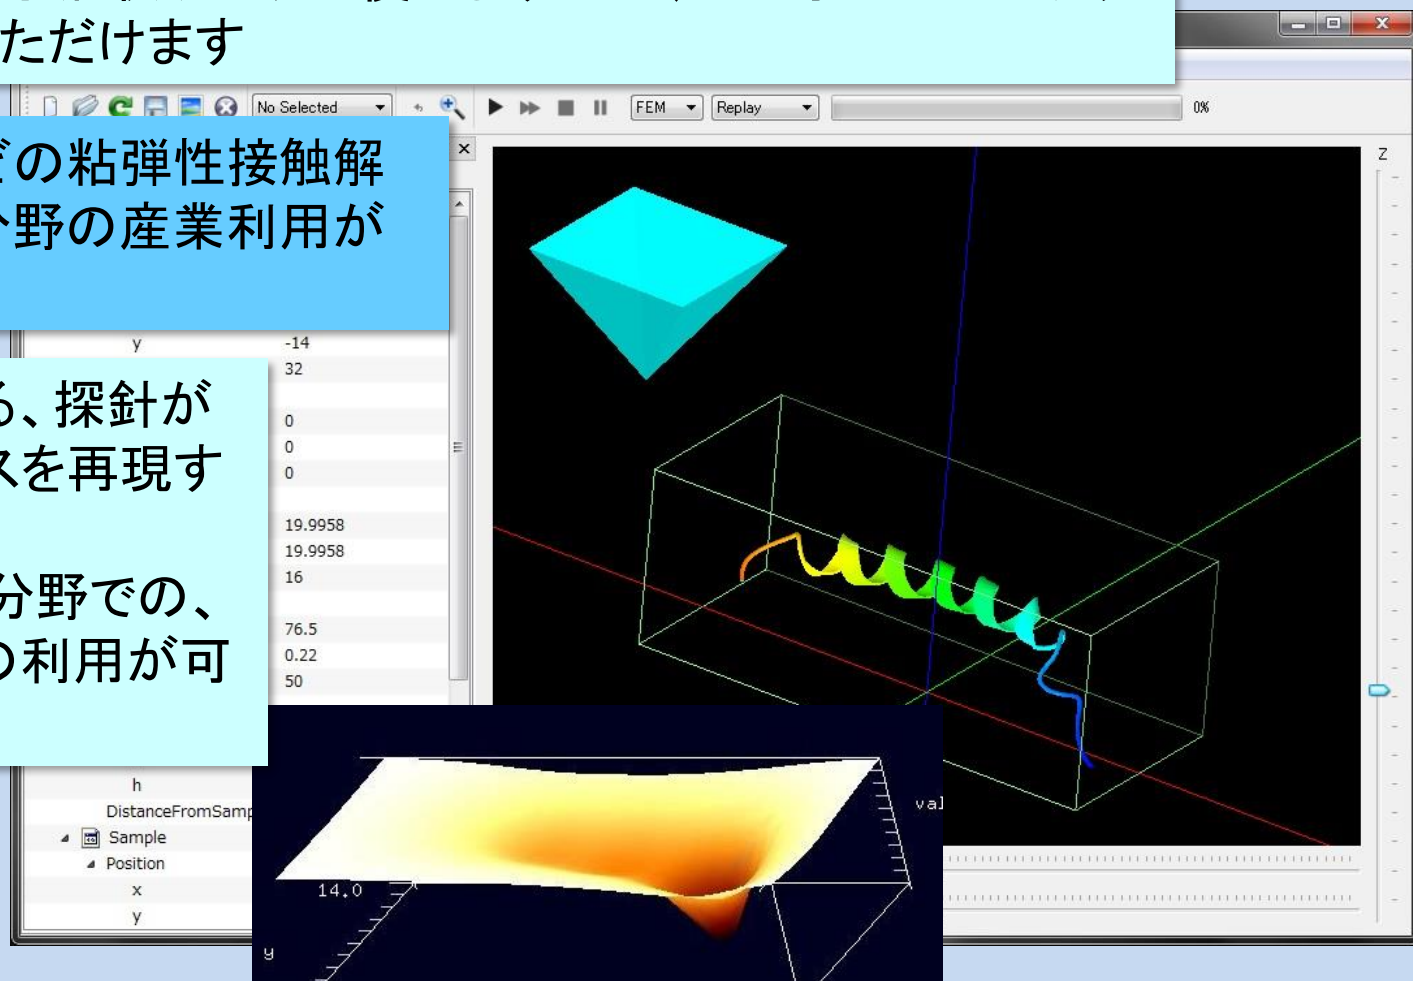 ただけます
No Selected
FEM
Replay
0%
どの粘弾性接触解
分野の産業利用が
Z
y -14
32
る、探針が
0
0
スを再現す
0
19.9958
19.9958
16
分野での、
76.5
の利用が可
0.22
50
h
DistanceFromSamp
Sample
Position
x
y
val
14.0
y